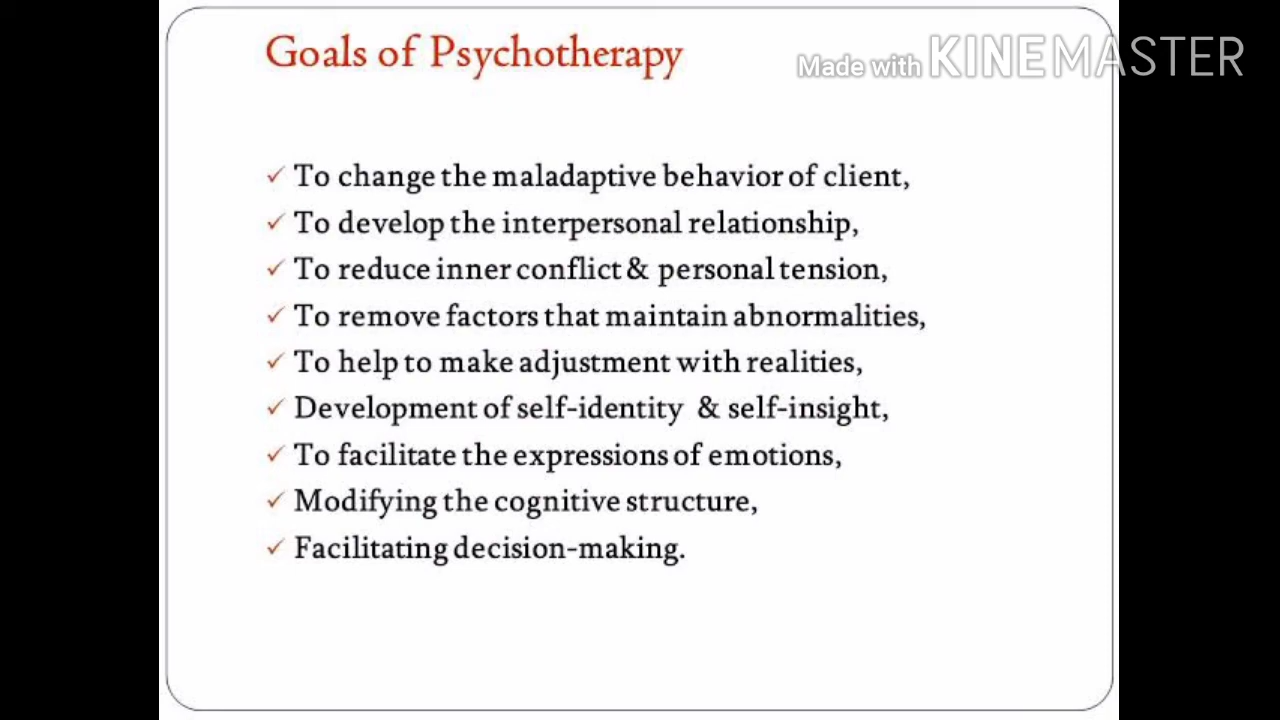 Goals of Psychotherapy
Made with KINEMASTER
✓ To change the maladaptive behavior of client,
✓ To develop the interpersonal relationship,
✓ To reduce inner conflict & personal tension,
✓ To remove factors that maintain abnormalities,
✓ To help to make adjustment with realities,
✓ Development of self-identity & self-insight,
✓ To facilitate the expressions of emotions,
✓ Modifying the cognitive structure,
✓ Facilitating decision-making.